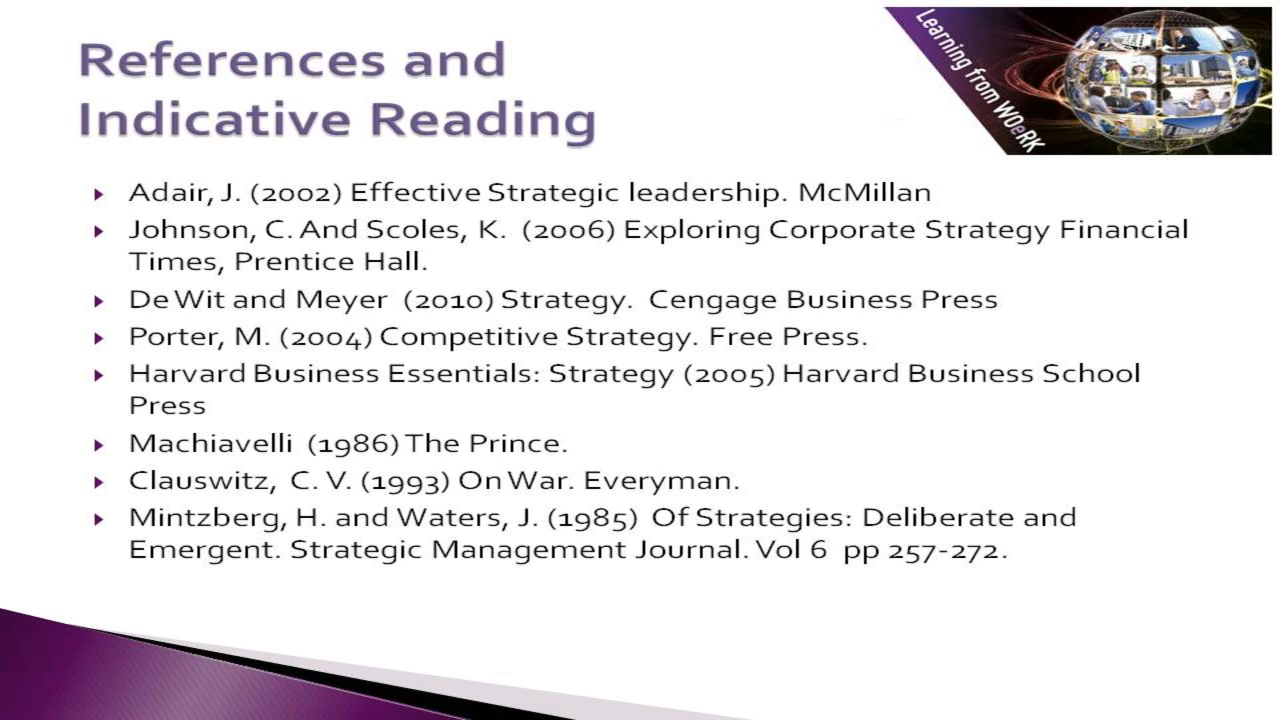 References and
Indicative Reading
Learning from WOeRK
Adair, J. (2002) Effective Strategic leadership. McMillan
Johnson, C. And Scoles, K. (2006) Exploring Corporate Strategy Financial
Times, Prentice Hall.
De Wit and Meyer (2010) Strategy. Cengage Business Press
Porter, M. (2004) Competitive Strategy. Free Press.
Harvard Business Essentials: Strategy (2005) Harvard Business School
Press
Machiavelli (1986) The Prince.
Clauswitz, C. V. (1993) On War. Everyman.
Mintzberg, H. and Waters, J. (1985) Of Strategies: Deliberate and
Emergent. Strategic Management Journal. Vol 6 pp 257-272.